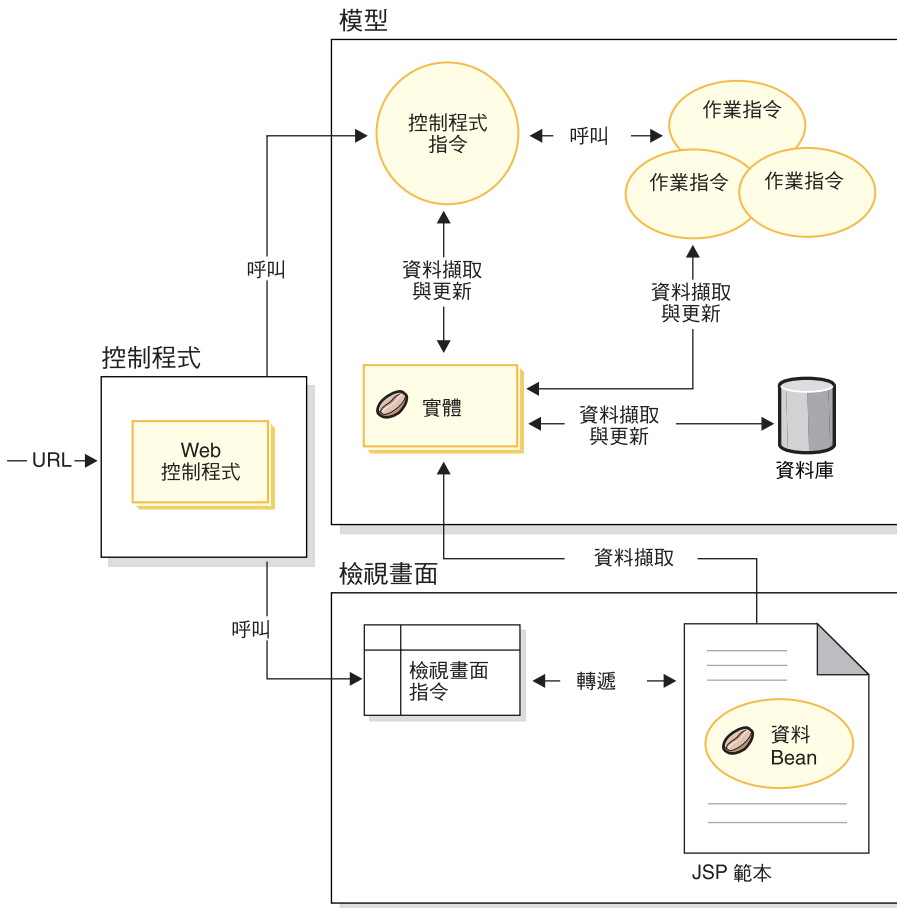 模型
控制程式
指令
呼叫
作業指令
作業指令
作業指令
呼叫
資料擷取
與更新
資料擷取
與更新
控制程式
實體
資料擷取
與更新
資料庫
URL
Web
控制程式
資料擷取
檢視畫面
呼叫
檢視畫面
指令
轉遞
資料
Bean
JSP 範本